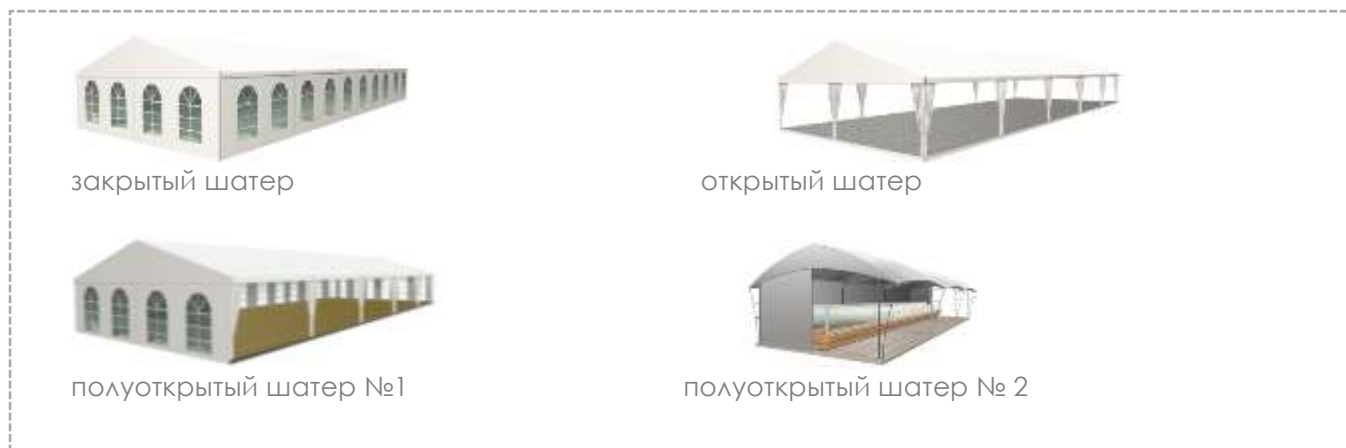 закрытый шатер
открытый шатер
полуоткрытый шатер №1
полуоткрытый шатер № 2